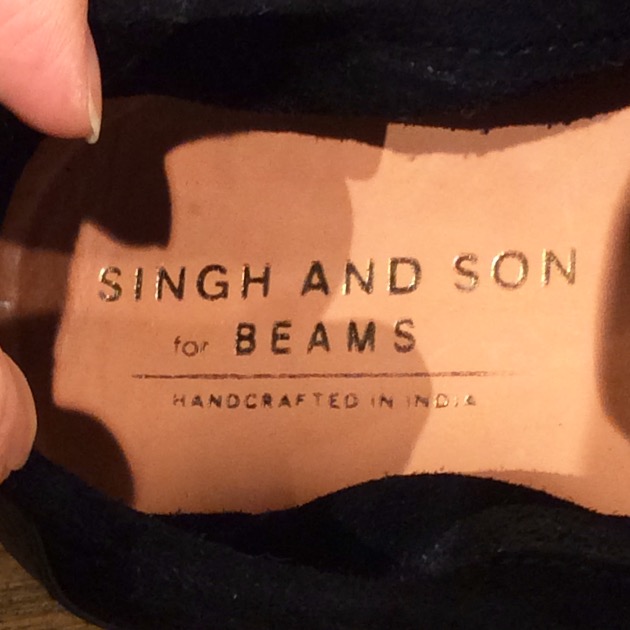 SINGH AND SON
for BEAMS
HANDCRAFTED IN INDIA